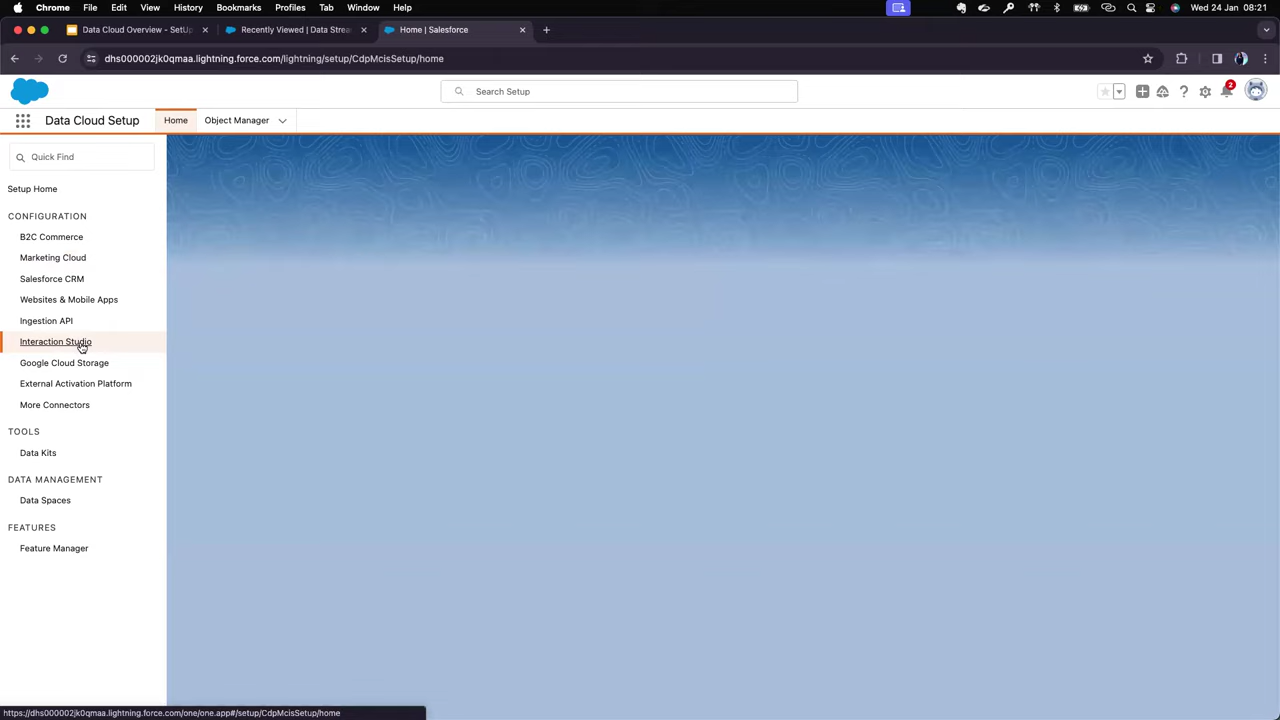 Chrome File Edit View History Bookmarks Profiles Tab Window Help Wed 24 Jan 08:21
Data Cloud Overview - SetU Recently Viewed | Data Strea Home | Salesforce
dhs000002jk0qmaa.lightning.force.com/lightning/setup/CdpMcisSetup/home
Search Setup
2
Data Cloud Setup Home Object Manager
Quick Find
Setup Home
CONFIGURATION
B2C Commerce
Marketing Cloud
Salesforce CRM
Websites & Mobile Apps
Ingestion API
Interaction Studio
Google Cloud Storage
External Activation Platform
More Connectors
TOOLS
Data Kits
DATA MANAGEMENT
Data Spaces
FEATURES
Feature Manager
https://dhs000002jk0qmaa.lightning.force.com/one/one.app#/setup/CdpMcisSetup/home